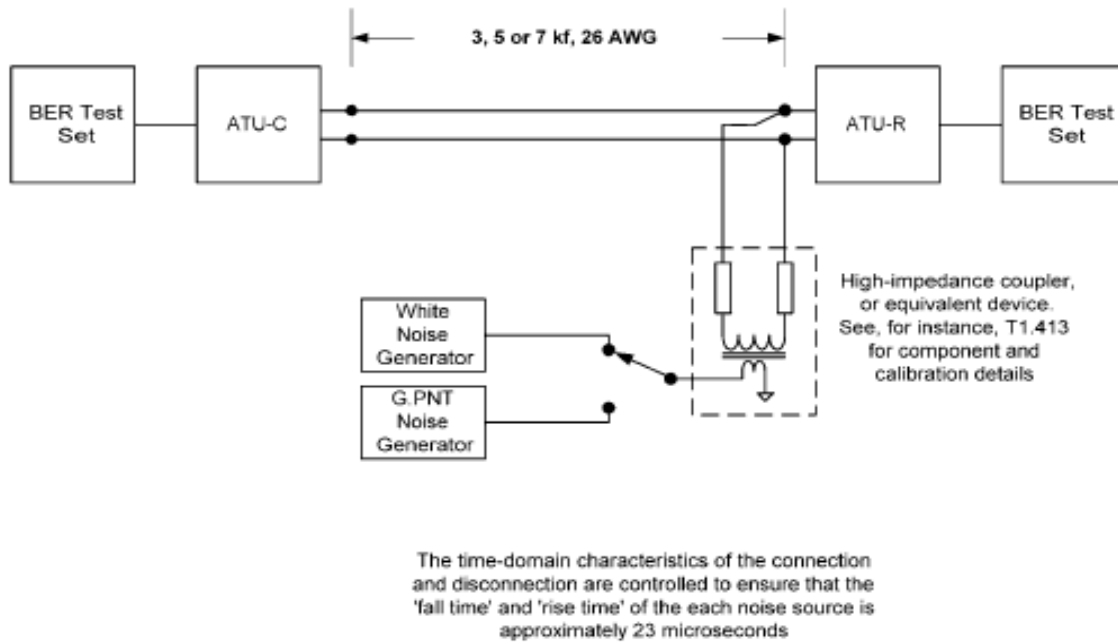 3, 5 or 7 kf, 26 AWG
BER Test
Set
ATU-C
ATU-R
BER Test
Set
White
Noise
Generator
G.PNT
Noise
Generator
High-impedance coupler,
or equivalent device.
See, for instance, T1.413
for component and
calibration details
The time-domain characteristics of the connection
and disconnection are controlled to ensure that the
'fall time' and 'rise time' of the each noise source is
approximately 23 microseconds